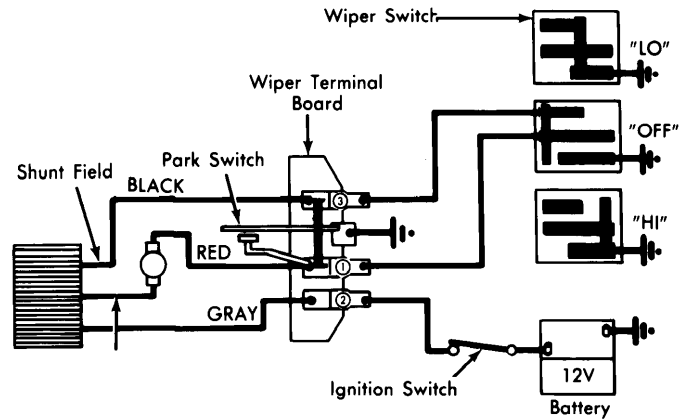 Wiper Switch
"LO"
Wiper Terminal
Board
"OFF"
Park Switch
Shunt Field
BLACK
3
"HI"
RED
1
2
GRAY
12V
Ignition Switch
Battery